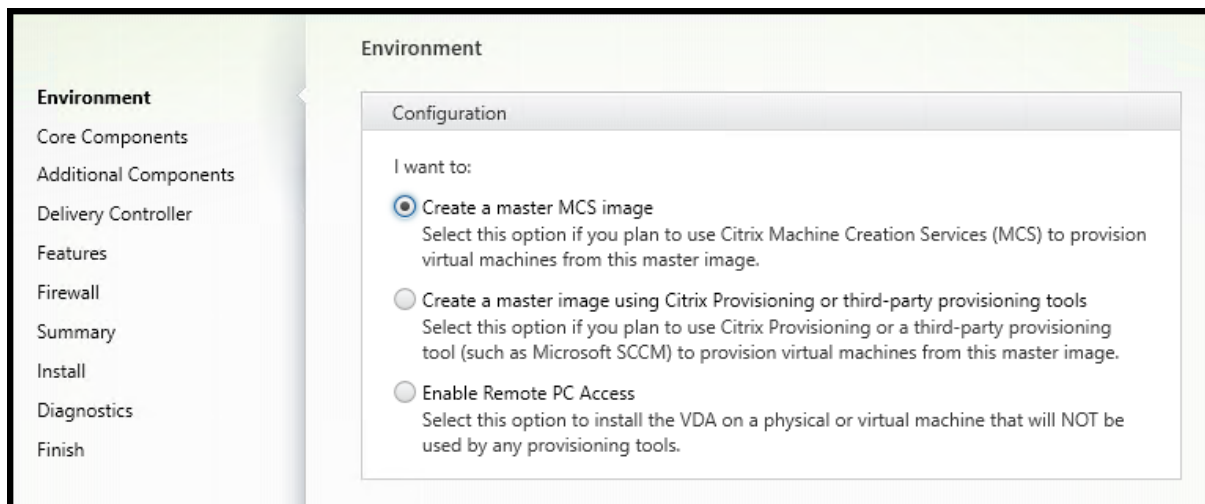 Environment
Core Components
Additional Components
Delivery Controller
Features
Firewall
Summary
Install
Diagnostics
Finish
Environment
Configuration
I want to:
Create a master MCS image
Select this option if you plan to use Citrix Machine Creation Services (MCS) to provision
virtual machines from this master image.
Create a master image using Citrix Provisioning or third-party provisioning tools
Select this option if you plan to use Citrix Provisioning or a third-party provisioning
tool (such as Microsoft SCCM) to provision virtual machines from this master image.
Enable Remote PC Access
Select this option to install the VDA on a physical or virtual machine that will NOT be
used by any provisioning tools.